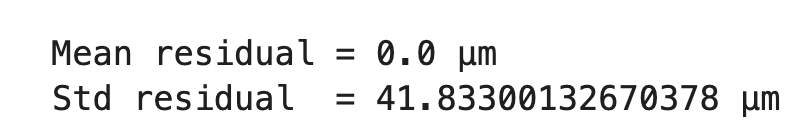 Mean residual = 0.0 µm
Std residual  = 41.83300132670378 µm